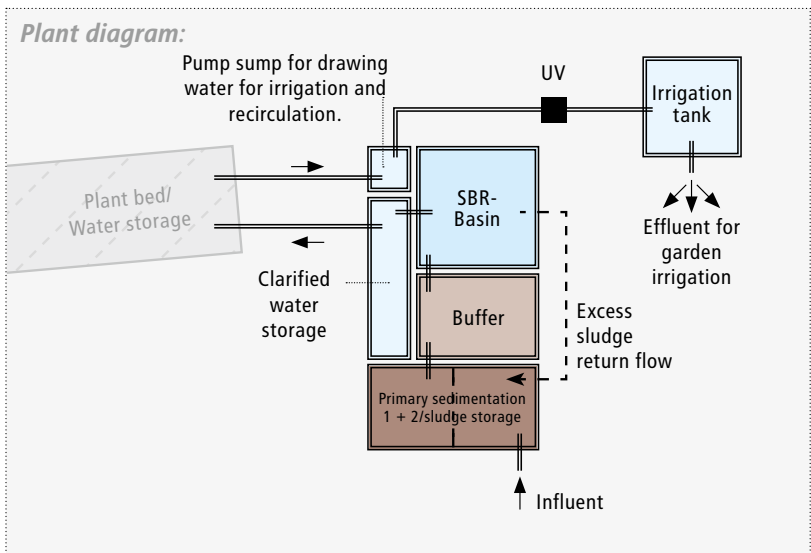 Plant diagram:
Pump sump for drawing
water for irrigation and
recirculation.
UV
Irrigation
tank
Plant bed/
Water storage
SBR-
Basin
Effluent for
garden
irrigation
Clarified
water
storage
Buffer
Excess
sludge
return flow
Primary sedimentation
1 + 2/sludge storage
Influent